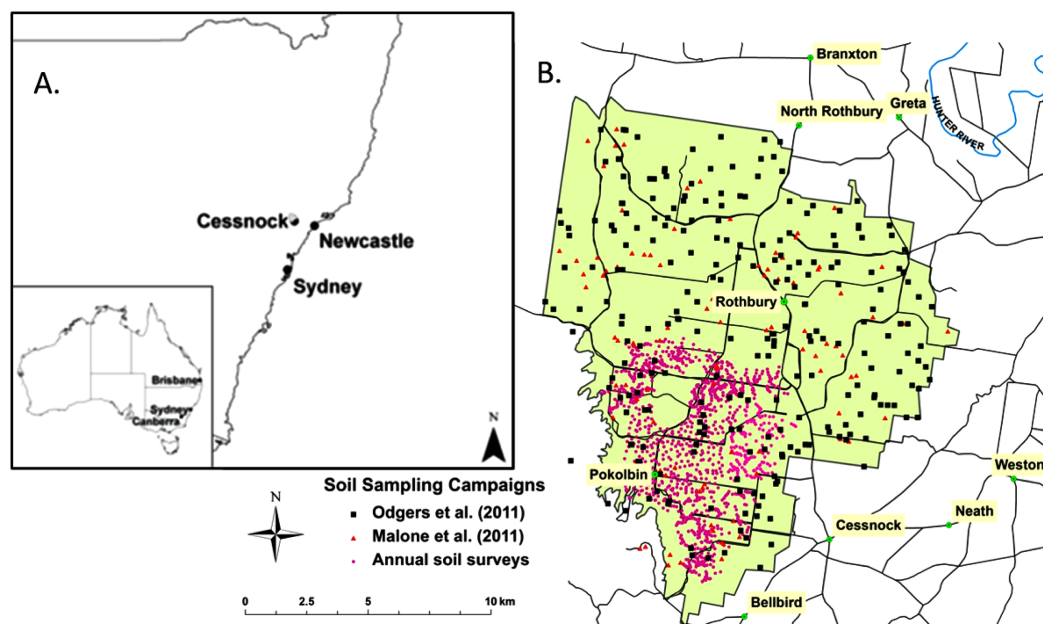 A.
Cessnock
Newcastle
Sydney
Brisbane
Sydney
Canberra
N
N
Soil Sampling Campaigns
Odgers et al. (2011)
Malone et al. (2011)
Annual soil surveys
0 2.5 5 10 km
B.
Branxton
North Rothbury
Greta
HUNTER RIVER
Rothbury
Pokolbin
Weston
Neath
Cessnock
Bellbird